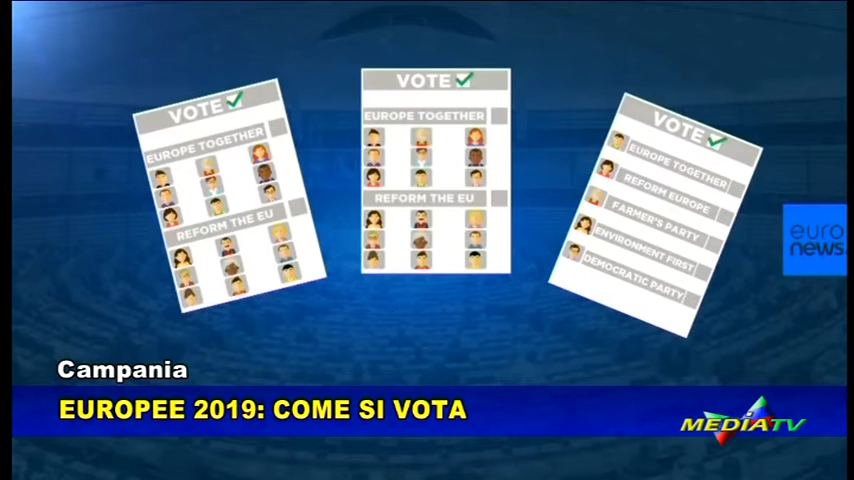 VOTE
EUROPE TOGETHER
REFORM THE EU
VOTE
EUROPE TOGETHER
REFORM THE EU
VOTE
EUROPE TOGETHER
REFORM EUROPE
FARMER'S PARTY
ENVIRONMENT FIRST
DEMOCRATIC PARTY
euro
news.
Campania
EUROPEE 2019: COME SI VOTA
MEDIATV